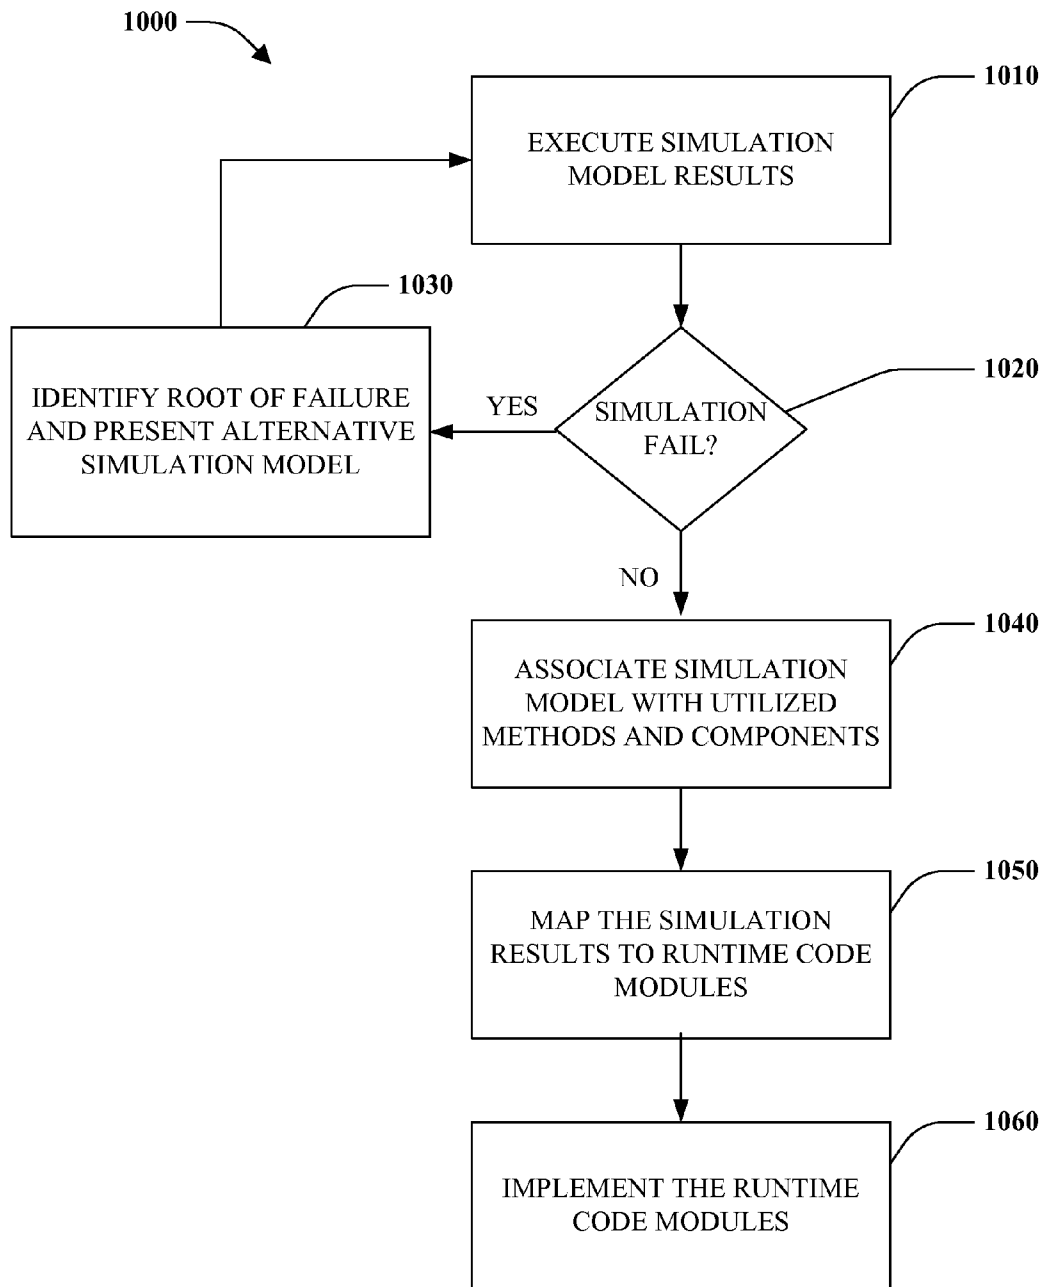 1000
1010
EXECUTE SIMULATION
MODEL RESULTS
1030
IDENTIFY ROOT OF FAILURE
AND PRESENT ALTERNATIVE
SIMULATION MODEL
YES
1020
SIMULATION
FAIL?
NO
1040
ASSOCIATE SIMULATION
MODEL WITH UTILIZED
METHODS AND COMPONENTS
1050
MAP THE SIMULATION
RESULTS TO RUNTIME CODE
MODULES
1060
IMPLEMENT THE RUNTIME
CODE MODULES